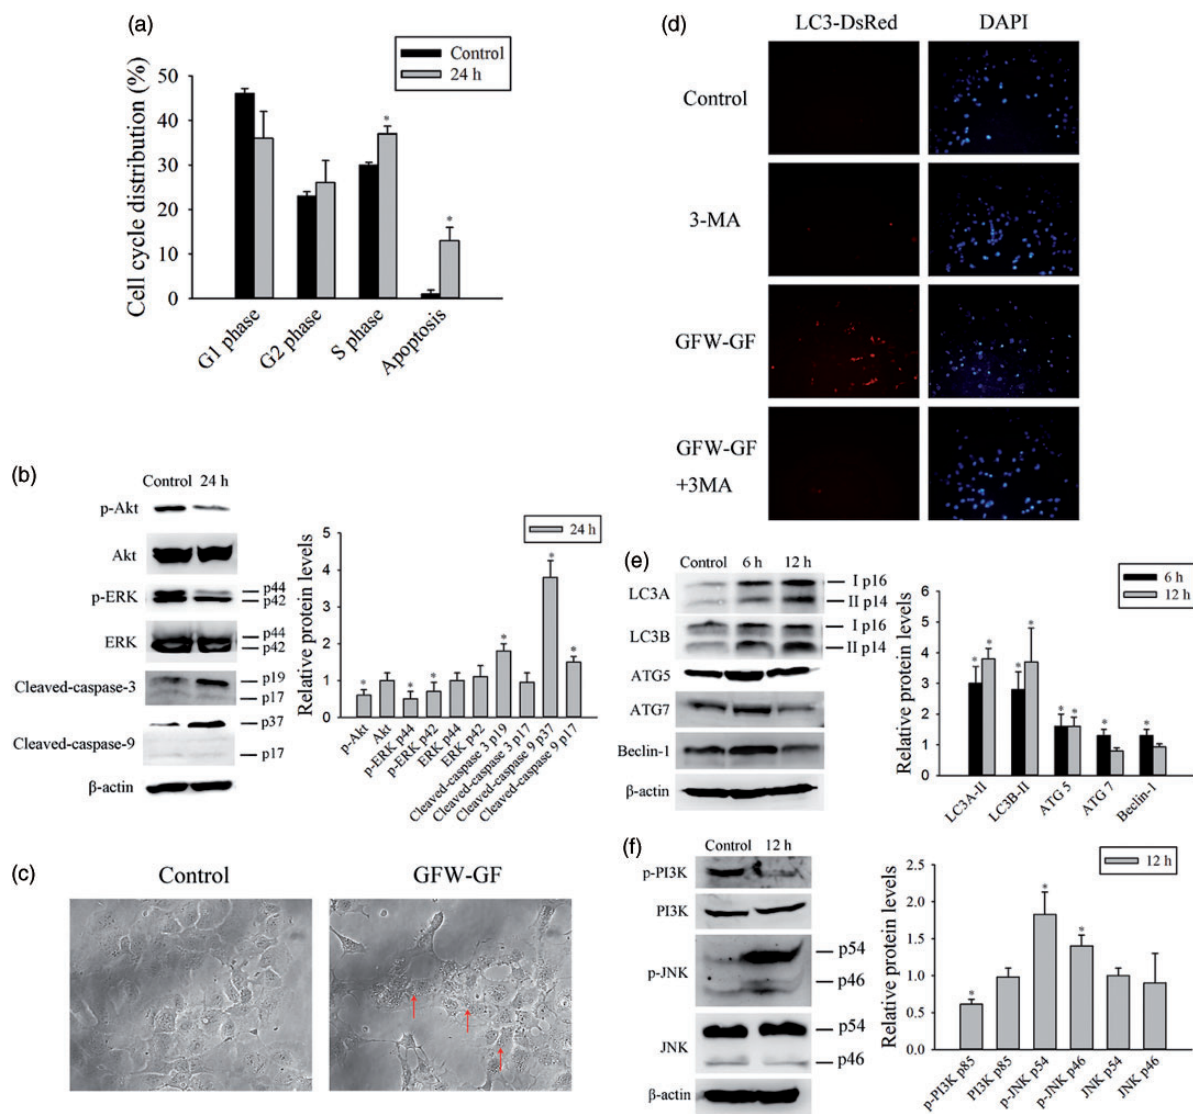 (a)
Control
24 h
Cell cycle distribution (%)
50
40
30
20
10
0
G1 phase
G2 phase
S phase
Apoptosis
*
*
(b)
Control 24 h
p-Akt
Akt
p-ERK
p44
p42
ERK
p44
p42
Cleaved-caspase-3
p19
p17
Cleaved-caspase-9
p37
p17
β-actin
24 h
Relative protein levels
5
4
3
2
1
0
*
*
*
*
*
*
p-Akt
Akt
p-ERK p44
p-ERK p42
ERK p44
ERK p42
Cleaved-caspase 3 p19
Cleaved-caspase 3 p17
Cleaved-caspase 9 p37
Cleaved-caspase 9 p17
(c)
Control
GFW-GF
(d)
LC3-DsRed
DAPI
Control
3-MA
GFW-GF
GFW-GF
+3MA
(e)
Control 6 h 12 h
LC3A
I p16
II p14
LC3B
I p16
II p14
ATG5
ATG7
Beclin-1
β-actin
6 h
12 h
Relative protein levels
6
5
4
3
2
1
0
*
*
*
*
*
*
*
*
LC3A-II
LC3B-II
ATG 5
ATG 7
Beclin-1
(f)
Control 12 h
p-PI3K
PI3K
p-JNK
p54
p46
JNK
p54
p46
β-actin
12 h
Relative protein levels
2.5
2.0
1.5
1.0
0.5
0.0
*
*
*
p-PI3K p85
PI3K p85
p-JNK p54
p-JNK p46
JNK p54
JNK p46